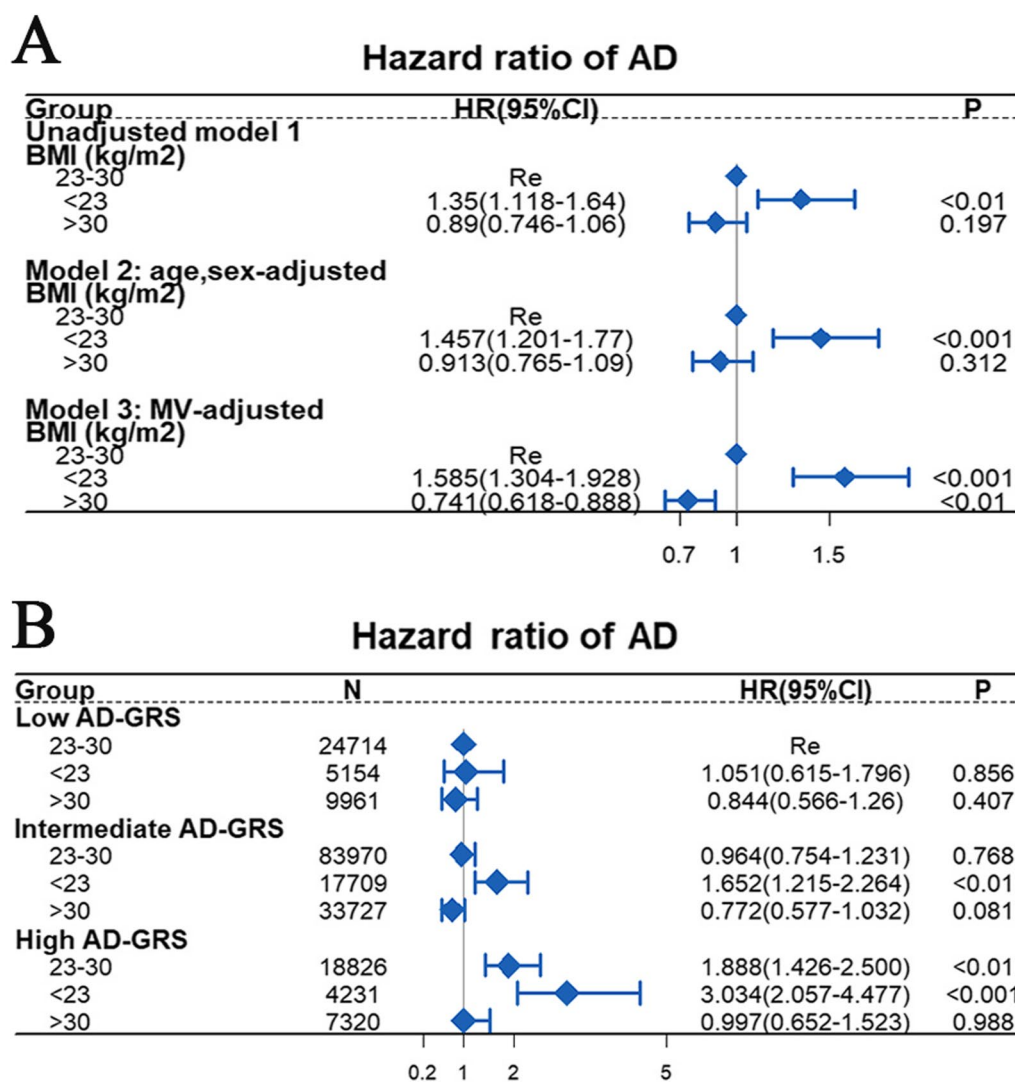 A
Hazard ratio of AD
Group HR(95%CI) P
Unadjusted model 1
BMI (kg/m2)
23-30 Re
<23 1.35(1.118-1.64) <0.01
>30 0.89(0.746-1.06) 0.197
Model 2: age,sex-adjusted
BMI (kg/m2)
23-30 Re
<23 1.457(1.201-1.77) <0.001
>30 0.913(0.765-1.09) 0.312
Model 3: MV-adjusted
BMI (kg/m2)
23-30 Re
<23 1.585(1.304-1.928) <0.001
>30 0.741(0.618-0.888) <0.01
0.7 1 1.5
B
Hazard ratio of AD
Group N HR(95%CI) P
Low AD-GRS
23-30 24714 Re
<23 5154 1.051(0.615-1.796) 0.856
>30 9961 0.844(0.566-1.26) 0.407
Intermediate AD-GRS
23-30 83970 0.964(0.754-1.231) 0.768
<23 17709 1.652(1.215-2.264) <0.01
>30 33727 0.772(0.577-1.032) 0.081
High AD-GRS
23-30 18826 1.888(1.426-2.500) <0.01
<23 4231 3.034(2.057-4.477) <0.001
>30 7320 0.997(0.652-1.523) 0.988
0.2 1 2 5